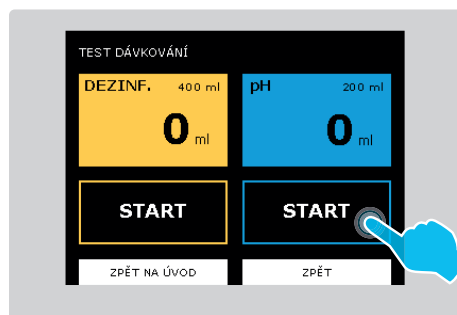 TEST DÁVKOVÁNÍ
DEZINF. 400 ml
0 ml
pH 200 ml
0 ml
START
START
ZPĚT NA ÚVOD
ZPĚT